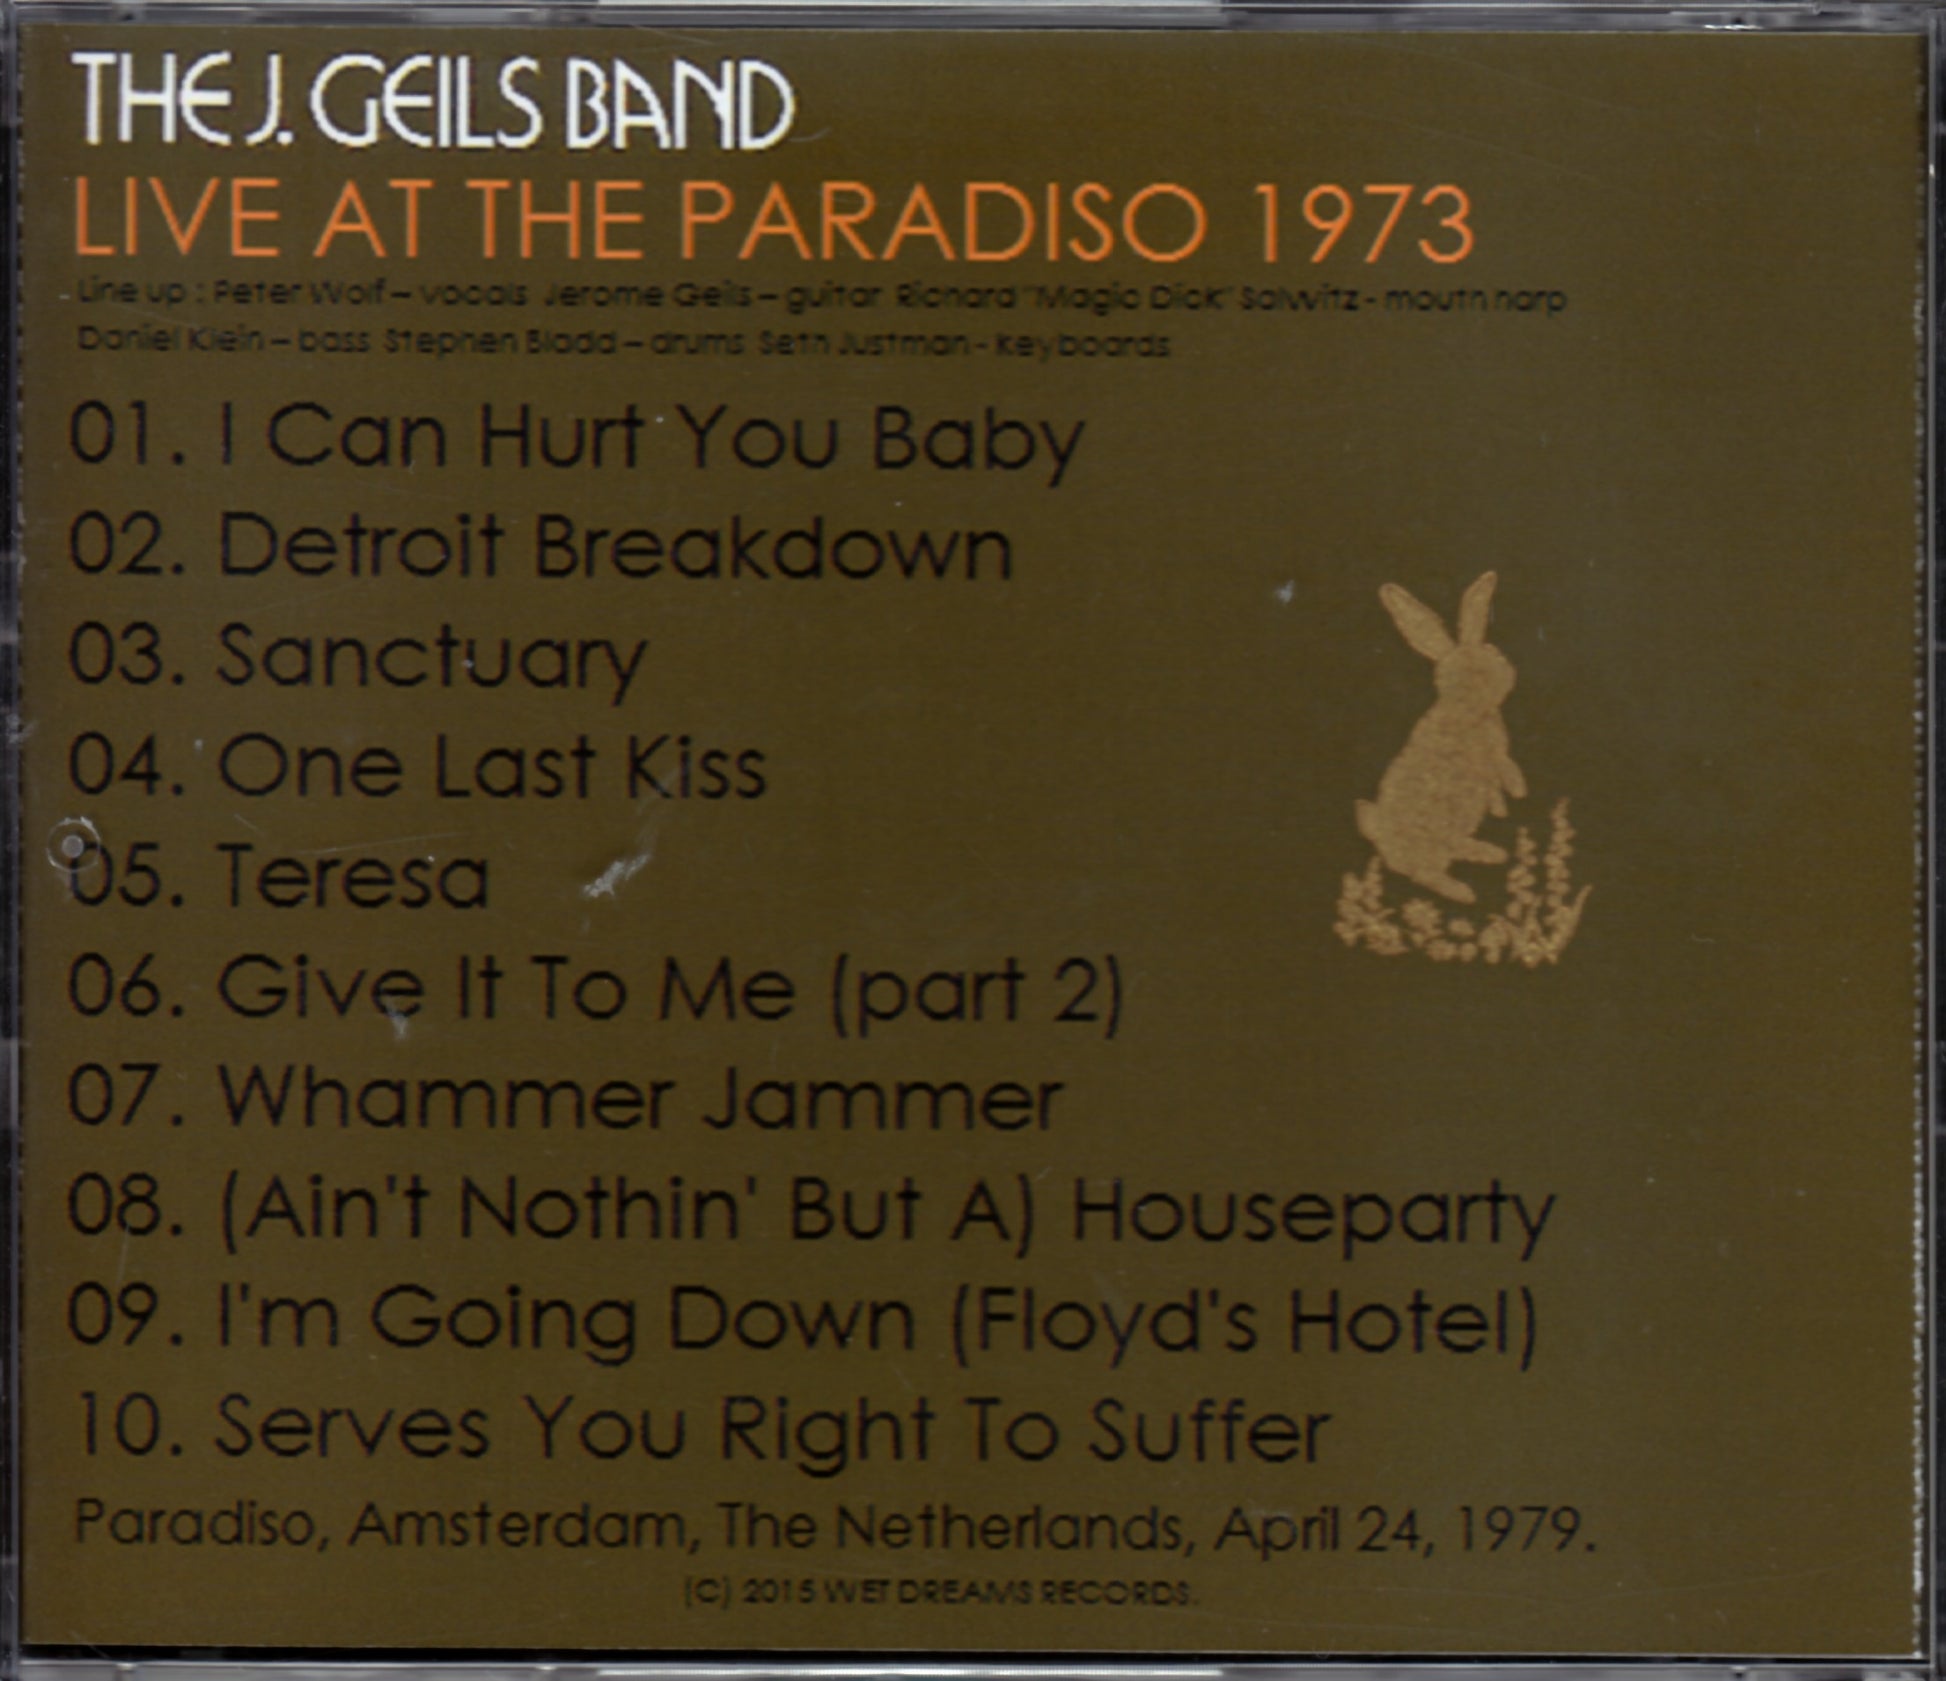 THE J. GEILS BAND
LIVE AT THE PARADISO 1973
Line up : Peter Wolf – vocals Jerome Geils – guitar Richard "Magic Dick" Salwitz - mouth harp
Daniel Klein – bass Stephen Bladd – drums Seth Justman - keyboards
01. I Can Hurt You Baby
02. Detroit Breakdown
03. Sanctuary
04. One Last Kiss
05. Teresa
06. Give It To Me (part 2)
07. Whammer Jammer
08. (Ain't Nothin' But A) Houseparty
09. I'm Going Down (Floyd's Hotel)
10. Serves You Right To Suffer
Paradiso, Amsterdam, The Netherlands, April 24, 1979.
(C) 2015 WET DREAMS RECORDS.